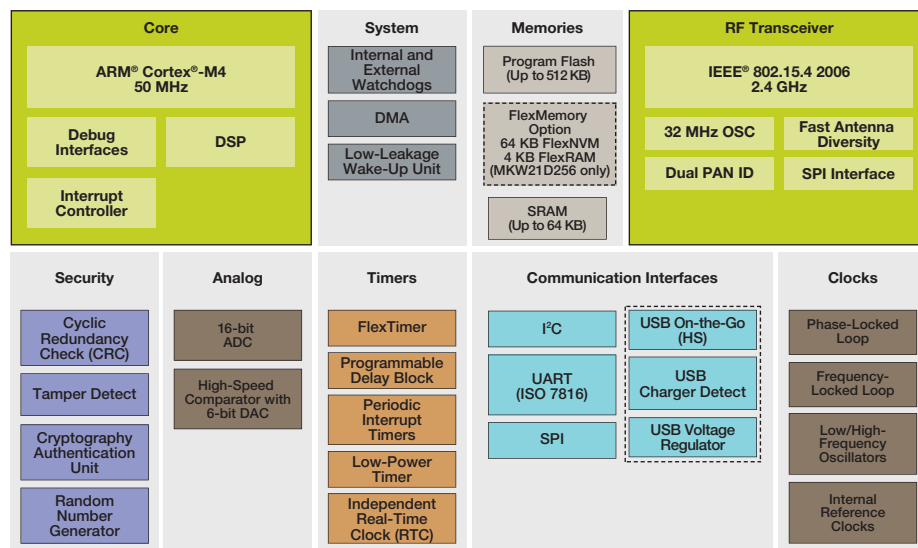 Core
ARM® Cortex®-M4
50 MHz
Debug
Interfaces
DSP
Interrupt
Controller
System
Internal and
External
Watchdogs
DMA
Low-Leakage
Wake-Up Unit
Memories
Program Flash
(Up to 512 KB)
FlexMemory
Option
64 KB FlexNVM
4 KB FlexRAM
(MKW21D256 only)
SRAM
(Up to 64 KB)
RF Transceiver
IEEE® 802.15.4 2006
2.4 GHz
32 MHz OSC
Fast Antenna
Diversity
Dual PAN ID
SPI Interface
Security
Cyclic
Redundancy
Check (CRC)
Tamper Detect
Cryptography
Authentication
Unit
Random
Number
Generator
Analog
16-bit
ADC
High-Speed
Comparator with
6-bit DAC
Timers
FlexTimer
Programmable
Delay Block
Periodic
Interrupt
Timers
Low-Power
Timer
Independent
Real-Time
Clock (RTC)
Communication Interfaces
I²C
UART
(ISO 7816)
SPI
USB On-the-Go
(HS)
USB
Charger Detect
USB Voltage
Regulator
Clocks
Phase-Locked
Loop
Frequency-
Locked Loop
Low/High-
Frequency
Oscillators
Internal
Reference
Clocks